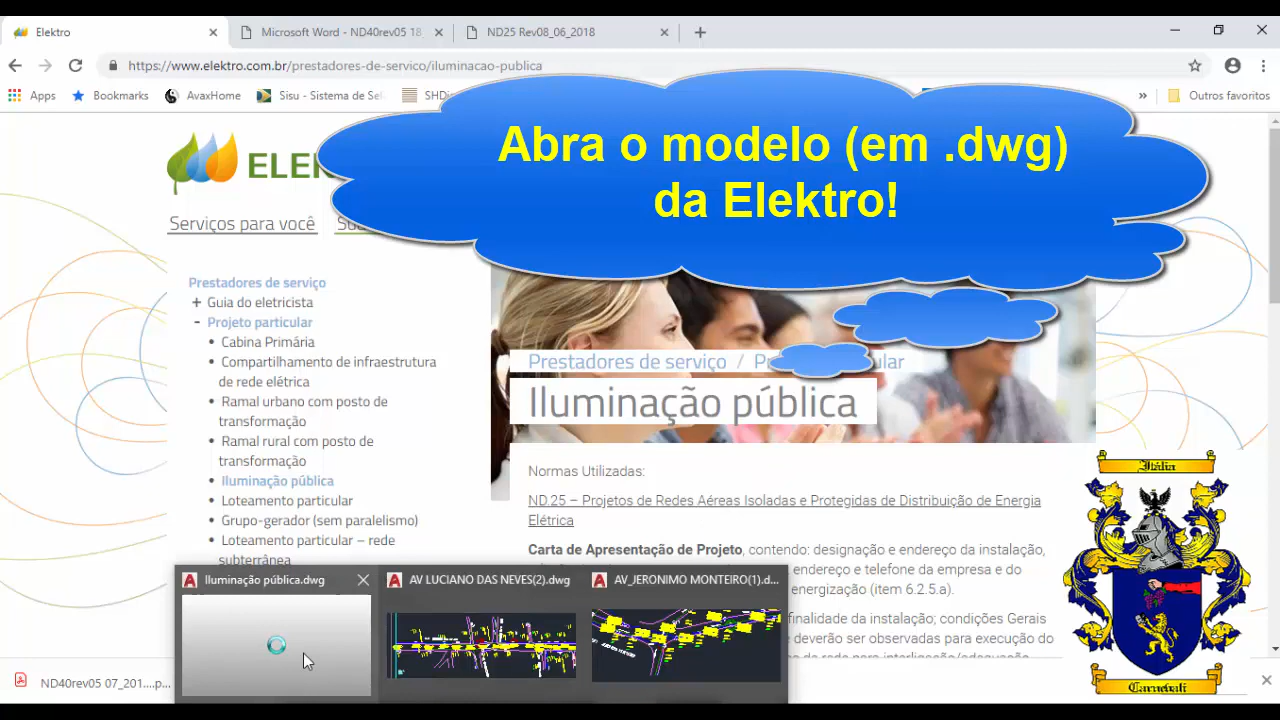 Elektro
Microsoft Word - ND40rev05 18
ND25 Rev08_06_2018
https://www.elektro.com.br/prestadores-de-servico/iluminacao-publica
Apps
Bookmarks
AvaxHome
Sisu - Sistema de Sel
SHD
»
Outros favoritos
Abra o modelo (em .dwg)
da Elektro!
ELEK
Serviços para você
Prestadores de serviço
+ Guia do eletricista
- Projeto particular
• Cabina Primária
• Compartilhamento de infraestrutura
de rede elétrica
• Ramal urbano com posto de
transformação
• Ramal rural com posto de
transformação
• Iluminação pública
• Loteamento particular
• Grupo-gerador (sem paralelismo)
• Loteamento particular – rede
subterrânea
Prestadores de serviço / P
ular
Iluminação pública
Normas Utilizadas:
ND.25 – Projetos de Redes Aéreas Isoladas e Protegidas de Distribuição de Energia
Elétrica
Carta de Apresentação de Projeto, contendo: designação e endereço da instalação,
endereço e telefone da empresa e do
energização (item 6.2.5.a).
finalidade da instalação; condições Gerais
deverão ser observadas para execução do
Iluminação pública.dwg
AV LUCIANO DAS NEVES(2).dwg
AV_JERONIMO MONTEIRO(1).d...
ND40rev05 07_201....p...
Itália
Carnevali